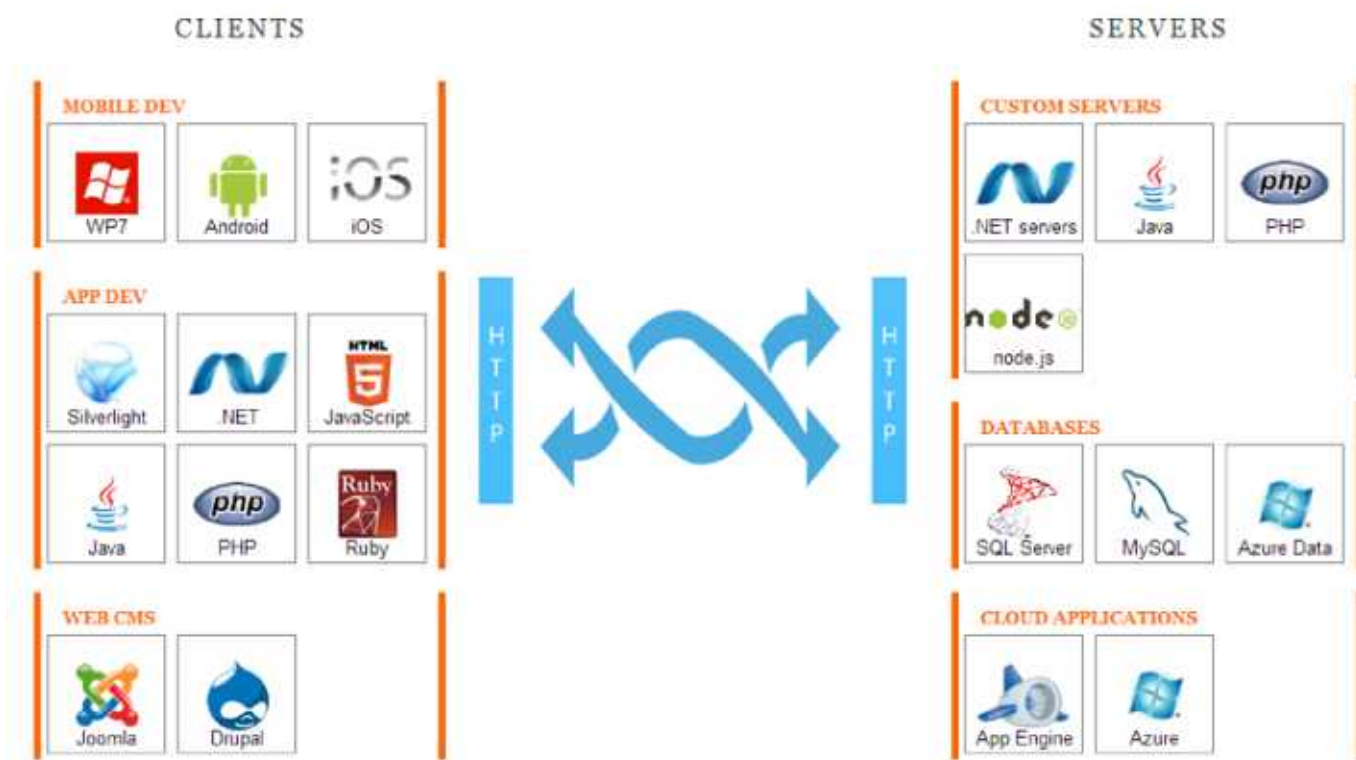 CLIENTS
SERVERS
MOBILE DEV
WP7
Android
iOS
iOS
APP DEV
Silverlight
.NET
HTML
5
JavaScript
Java
php
PHP
Ruby
Ruby
WEB CMS
Joomla
Drupal
HTTP
HTTP
CUSTOM SERVERS
.NET servers
Java
php
PHP
node
node.js
DATABASES
SQL Server
MySQL
Azure Data
CLOUD APPLICATIONS
App Engine
Azure